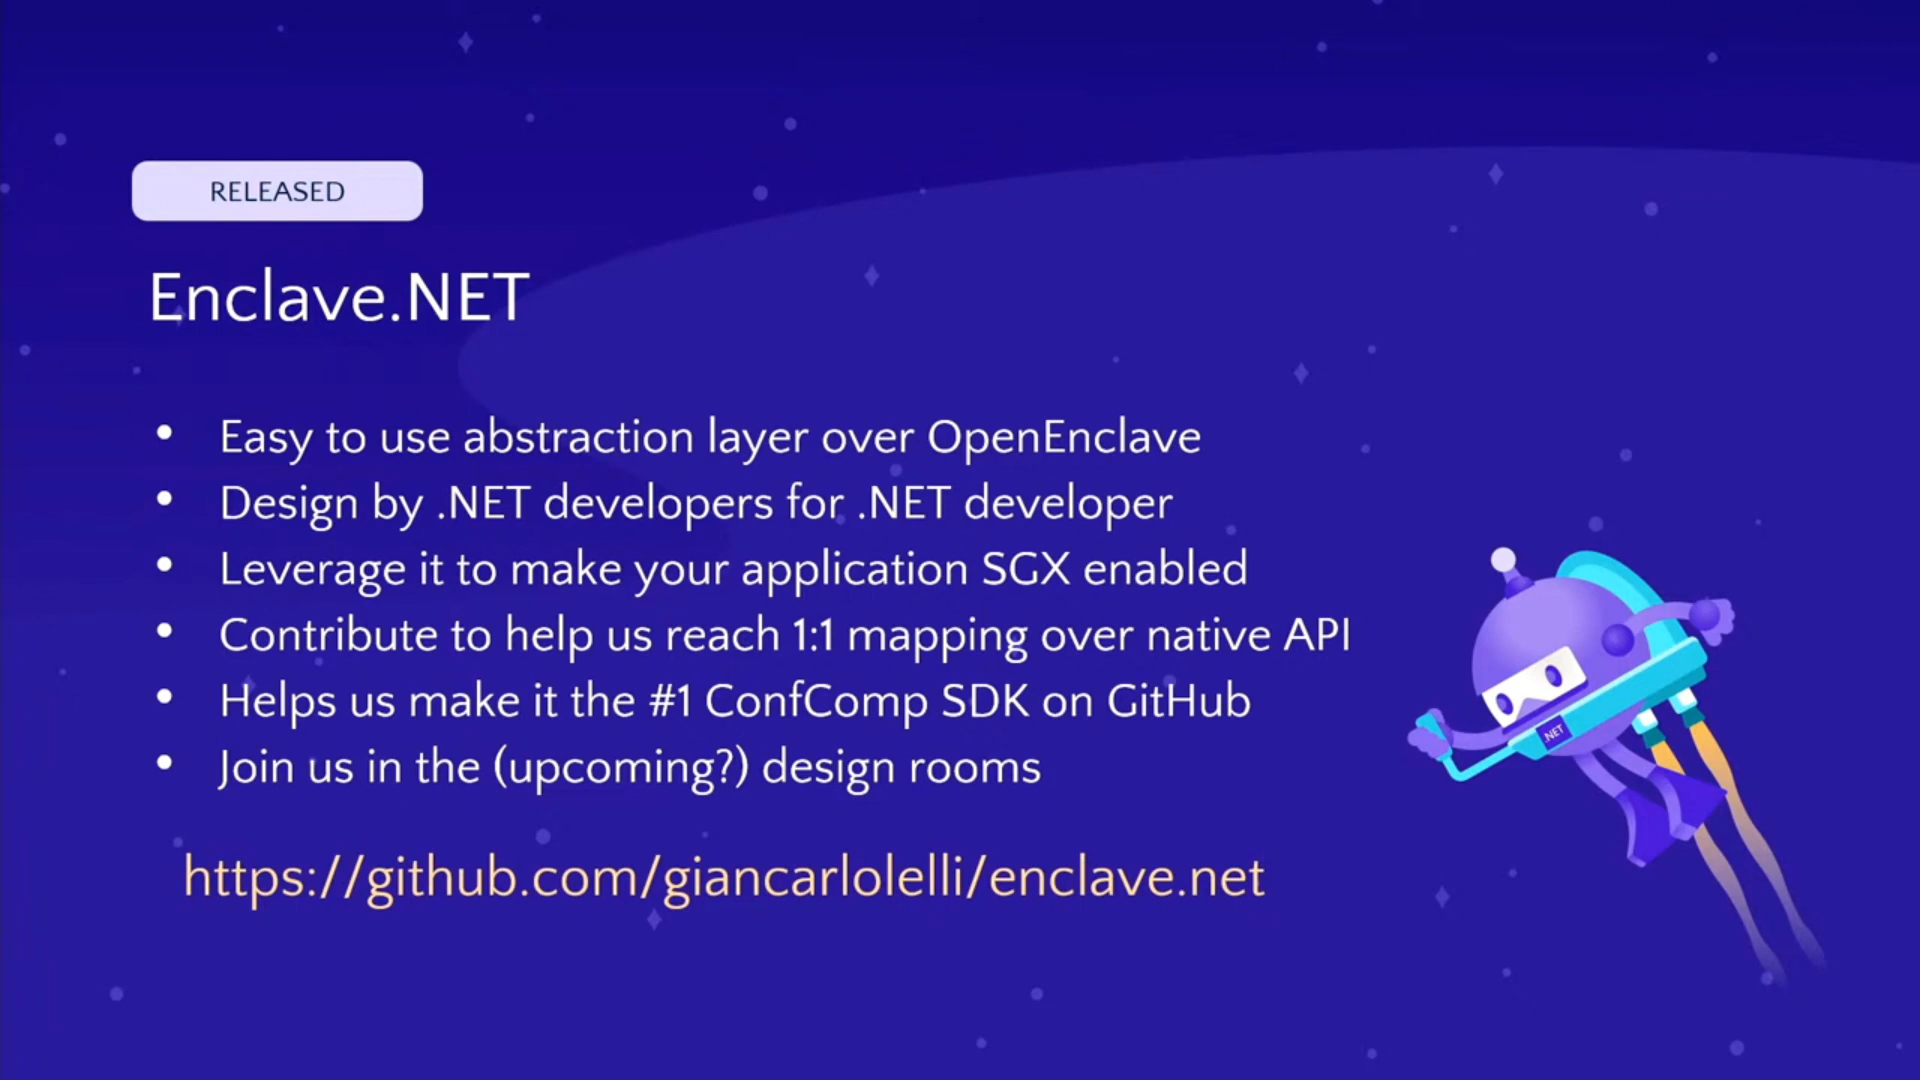 RELEASED
Enclave.NET
• Easy to use abstraction layer over OpenEnclave
• Design by .NET developers for .NET developer
• Leverage it to make your application SGX enabled
• Contribute to help us reach 1:1 mapping over native API
• Helps us make it the #1 ConfComp SDK on GitHub
• Join us in the (upcoming?) design rooms
.NET
https://github.com/giancarlolelli/enclave.net